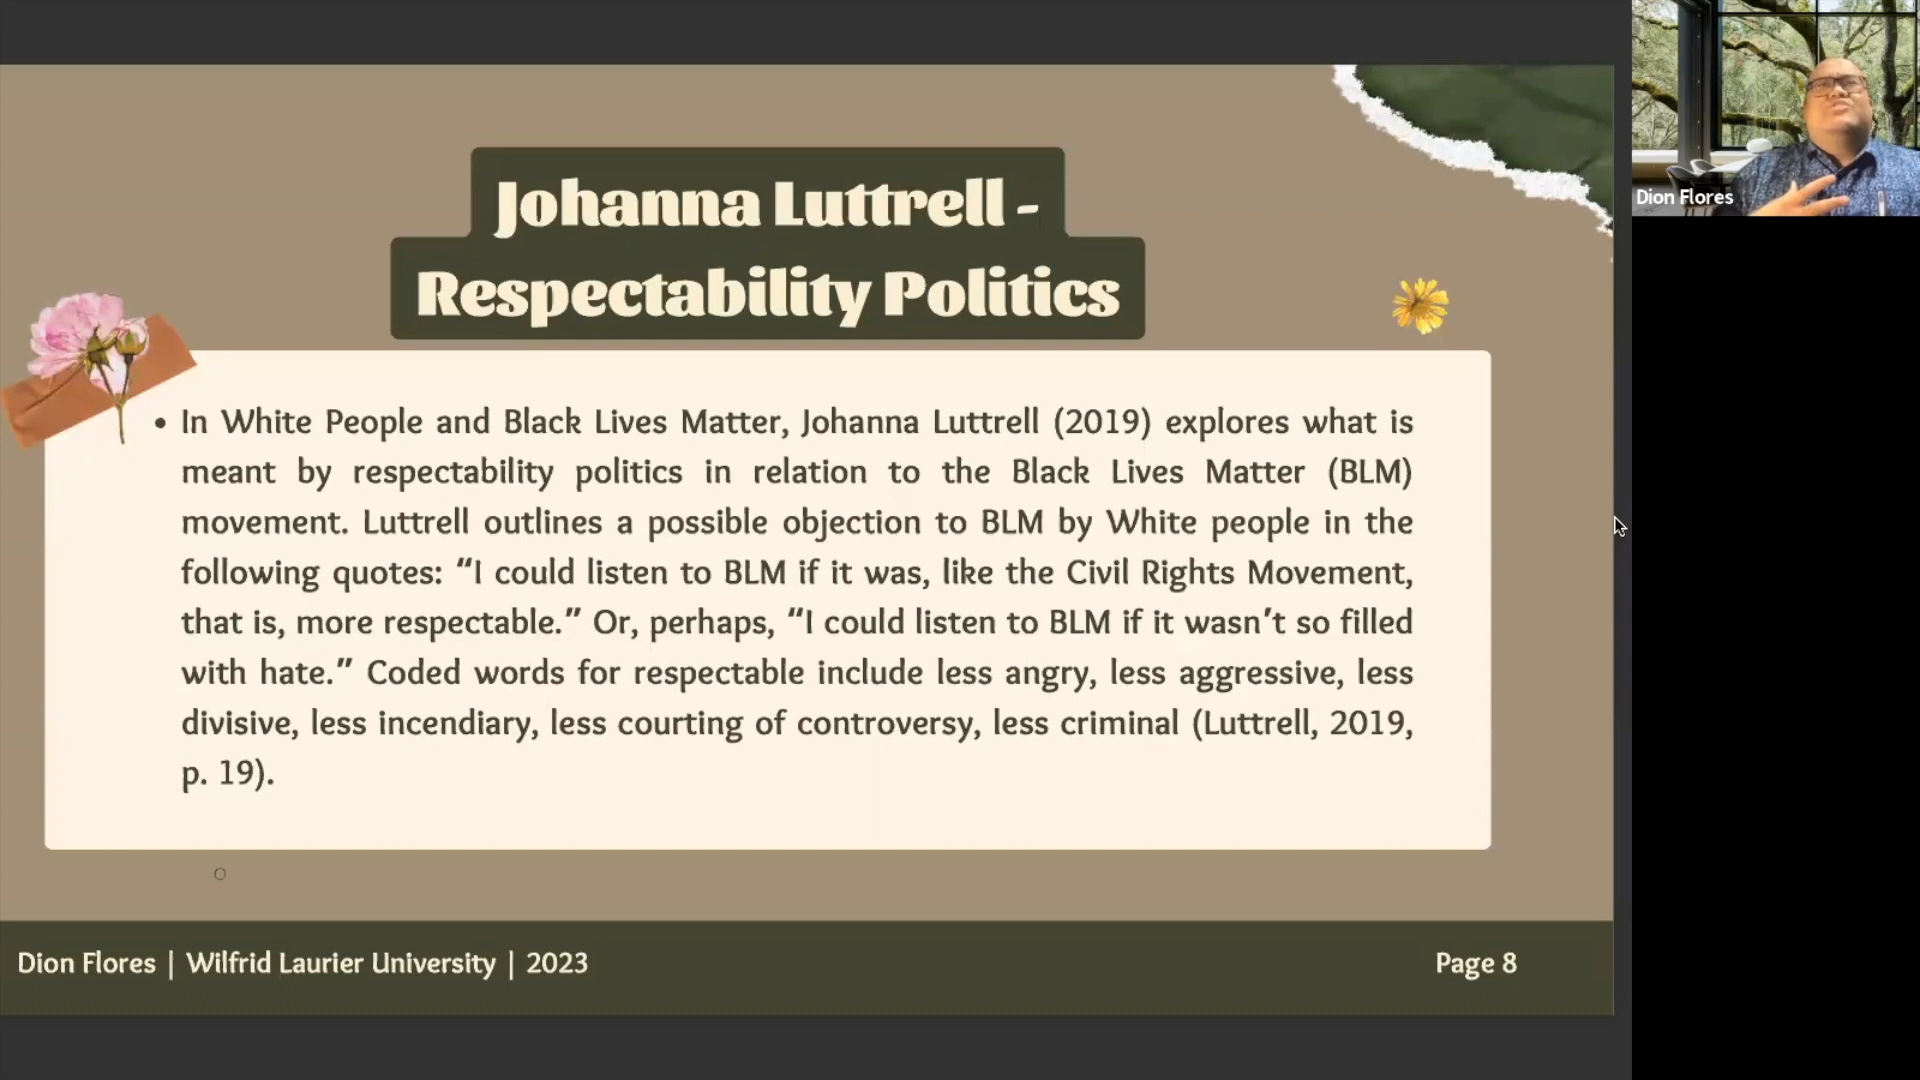 Johanna Luttrell -
Respectability Politics
• In White People and Black Lives Matter, Johanna Luttrell (2019) explores what is
meant by respectability politics in relation to the Black Lives Matter (BLM)
movement. Luttrell outlines a possible objection to BLM by White people in the
following quotes: “I could listen to BLM if it was, like the Civil Rights Movement,
that is, more respectable.” Or, perhaps, “I could listen to BLM if it wasn’t so filled
with hate.” Coded words for respectable include less angry, less aggressive, less
divisive, less incendiary, less courting of controversy, less criminal (Luttrell, 2019,
p. 19).
Dion Flores | Wilfrid Laurier University | 2023
Page 8
Dion Flores